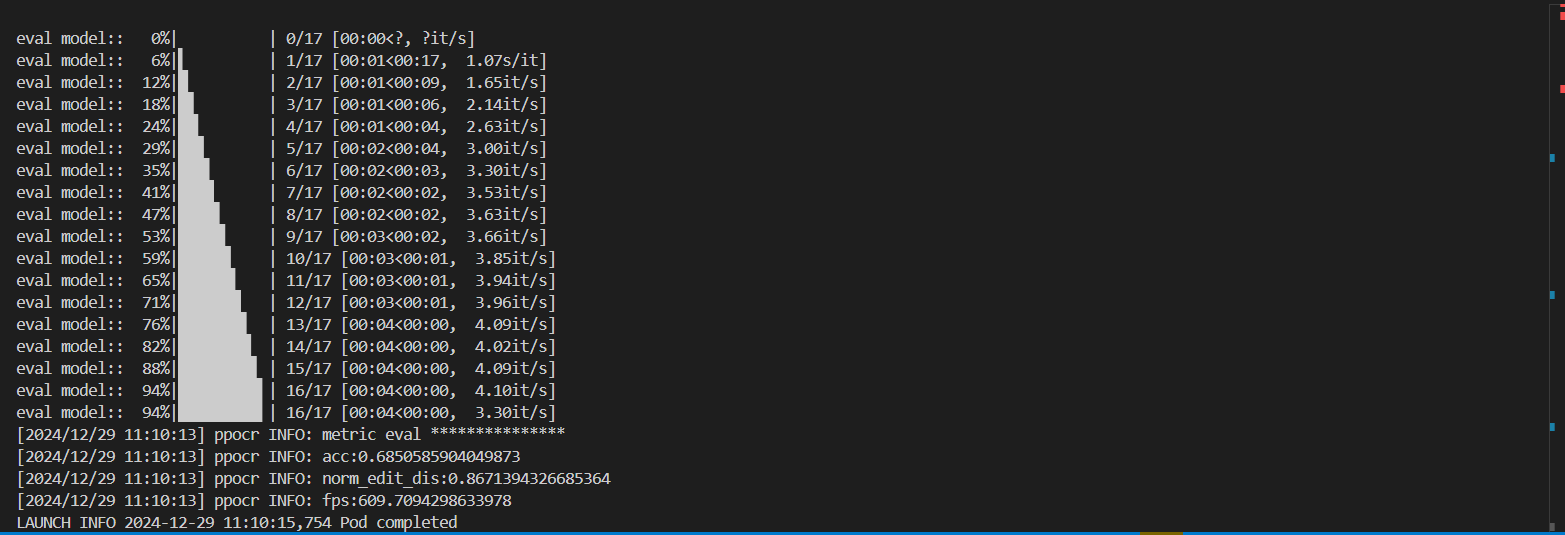 eval model::   0%|          | 0/17 [00:00<?, ?it/s]
eval model::   6%|▌         | 1/17 [00:01<00:17,  1.07s/it]
eval model::  12%|█▏        | 2/17 [00:01<00:09,  1.65it/s]
eval model::  18%|█▊        | 3/17 [00:01<00:06,  2.14it/s]
eval model::  24%|██▎       | 4/17 [00:01<00:04,  2.63it/s]
eval model::  29%|██▉       | 5/17 [00:02<00:04,  3.00it/s]
eval model::  35%|███▌      | 6/17 [00:02<00:03,  3.30it/s]
eval model::  41%|████      | 7/17 [00:02<00:02,  3.53it/s]
eval model::  47%|████▋     | 8/17 [00:02<00:02,  3.63it/s]
eval model::  53%|█████▎    | 9/17 [00:03<00:02,  3.66it/s]
eval model::  59%|█████▉    | 10/17 [00:03<00:01,  3.85it/s]
eval model::  65%|██████▍   | 11/17 [00:03<00:01,  3.94it/s]
eval model::  71%|███████   | 12/17 [00:03<00:01,  3.96it/s]
eval model::  76%|███████▋  | 13/17 [00:04<00:00,  4.09it/s]
eval model::  82%|████████▏ | 14/17 [00:04<00:00,  4.02it/s]
eval model::  88%|████████▊ | 15/17 [00:04<00:00,  4.09it/s]
eval model::  94%|█████████▍| 16/17 [00:04<00:00,  4.10it/s]
eval model::  94%|█████████▍| 16/17 [00:04<00:00,  3.30it/s]
[2024/12/29 11:10:13] ppocr INFO: metric eval ***************
[2024/12/29 11:10:13] ppocr INFO: acc:0.6850585904049873
[2024/12/29 11:10:13] ppocr INFO: norm_edit_dis:0.8671394326685364
[2024/12/29 11:10:13] ppocr INFO: fps:609.7094298633978
LAUNCH INFO 2024-12-29 11:10:15,754 Pod completed